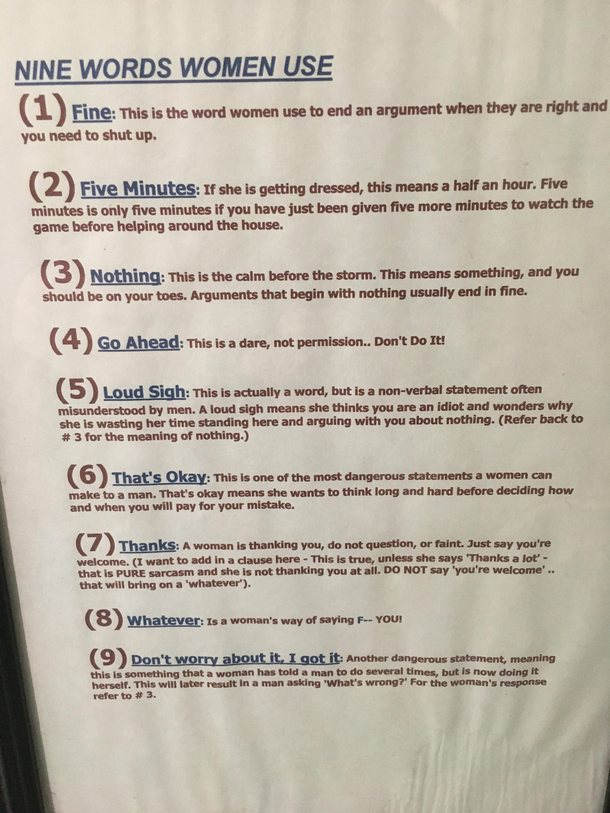 NINE WORDS WOMEN USE
(1) Fine: This is the word women use to end an argument when they are right and
you need to shut up.
(2) Five Minutes: If she is getting dressed, this means a half an hour. Five
minutes is only five minutes if you have just been given five more minutes to watch the
game before helping around the house.
(3) Nothing: This is the calm before the storm. This means something, and you
should be on your toes. Arguments that begin with nothing usually end in fine.
(4) Go Ahead: This is a dare, not permission.. Don't Do It!
(5) Loud Sigh: This is actually a word, but is a non-verbal statement often
misunderstood by men. A loud sigh means she thinks you are an idiot and wonders why
she is wasting her time standing here and arguing with you about nothing. (Refer back to
# 3 for the meaning of nothing.)
(6) That's Okay: This is one of the most dangerous statements a women can
make to a man. That's okay means she wants to think long and hard before deciding how
and when you will pay for your mistake.
(7) Thanks: A woman is thanking you, do not question, or faint. Just say you're
welcome. (I want to add in a clause here - This is true, unless she says 'Thanks a lot' -
that is PURE sarcasm and she is not thanking you at all. DO NOT say 'you're welcome' ..
that will bring on a 'whatever').
(8) Whatever: Is a woman's way of saying F-- YOU!
(9) Don't worry about it, I got it: Another dangerous statement, meaning
this is something that a woman has told a man to do several times, but is now doing it
herself. This will later result in a man asking 'What's wrong?' For the woman's response
refer to # 3.